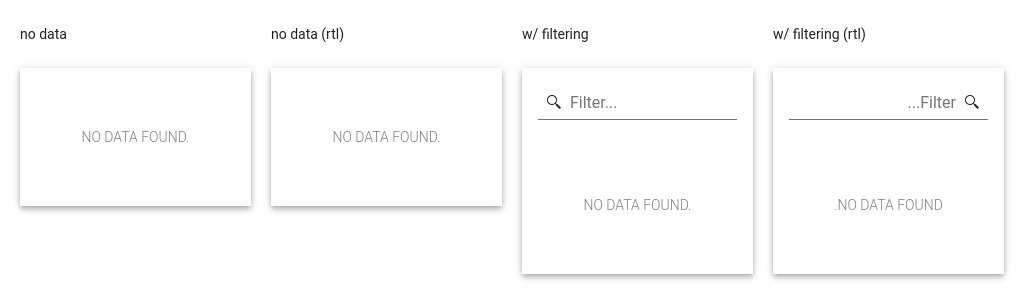 no data
NO DATA FOUND.
no data (rtl)
NO DATA FOUND.
w/ filtering
Filter...
NO DATA FOUND.
w/ filtering (rtl)
...Filter
.NO DATA FOUND